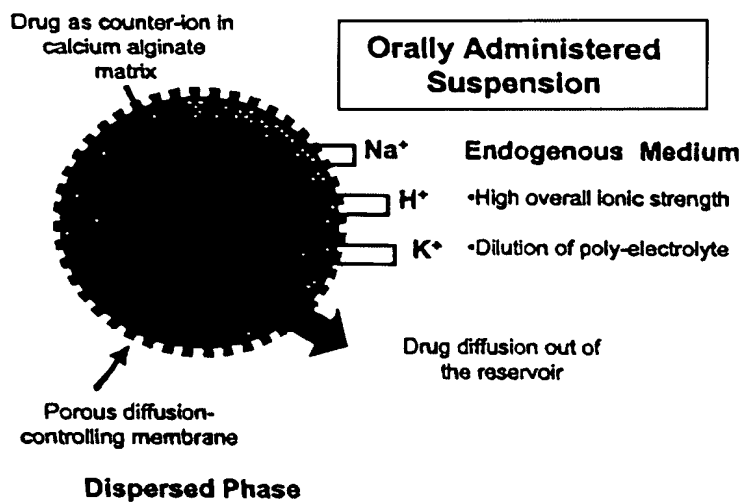 Drug as counter-ion in
calcium alginate
matrix
Orally Administered
Suspension
Na⁺
Endogenous Medium
H⁺
•High overall ionic strength
K⁺
•Dilution of poly-electrolyte
Drug diffusion out of
the reservoir
Porous diffusion-
controlling membrane
Dispersed Phase